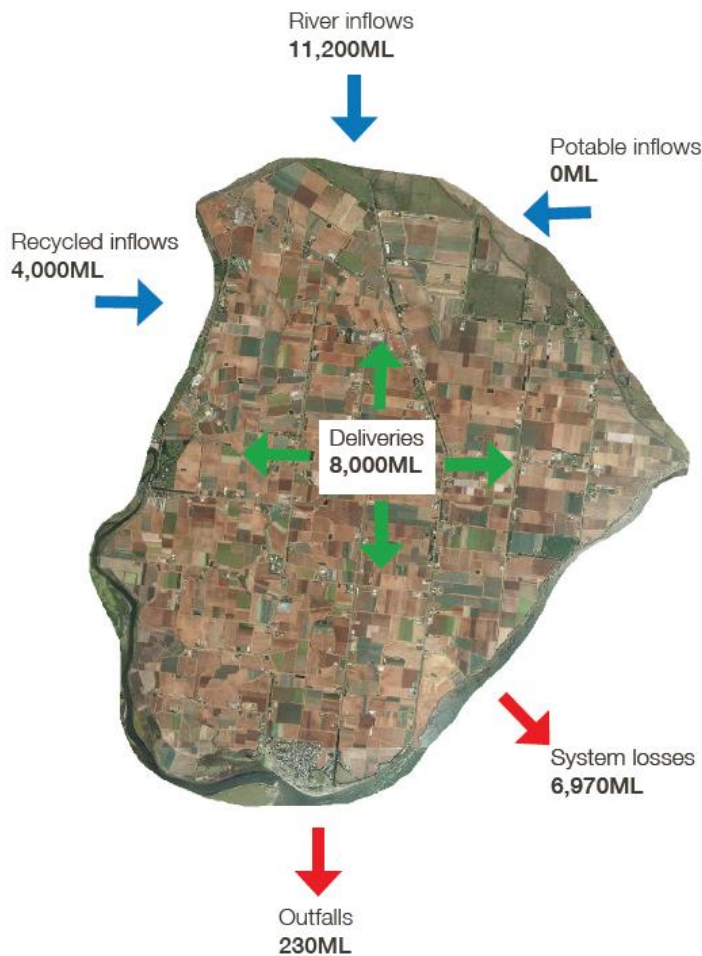 River inflows
11,200ML
Potable inflows
0ML
Recycled inflows
4,000ML
Deliveries
8,000ML
System losses
6,970ML
Outfalls
230ML